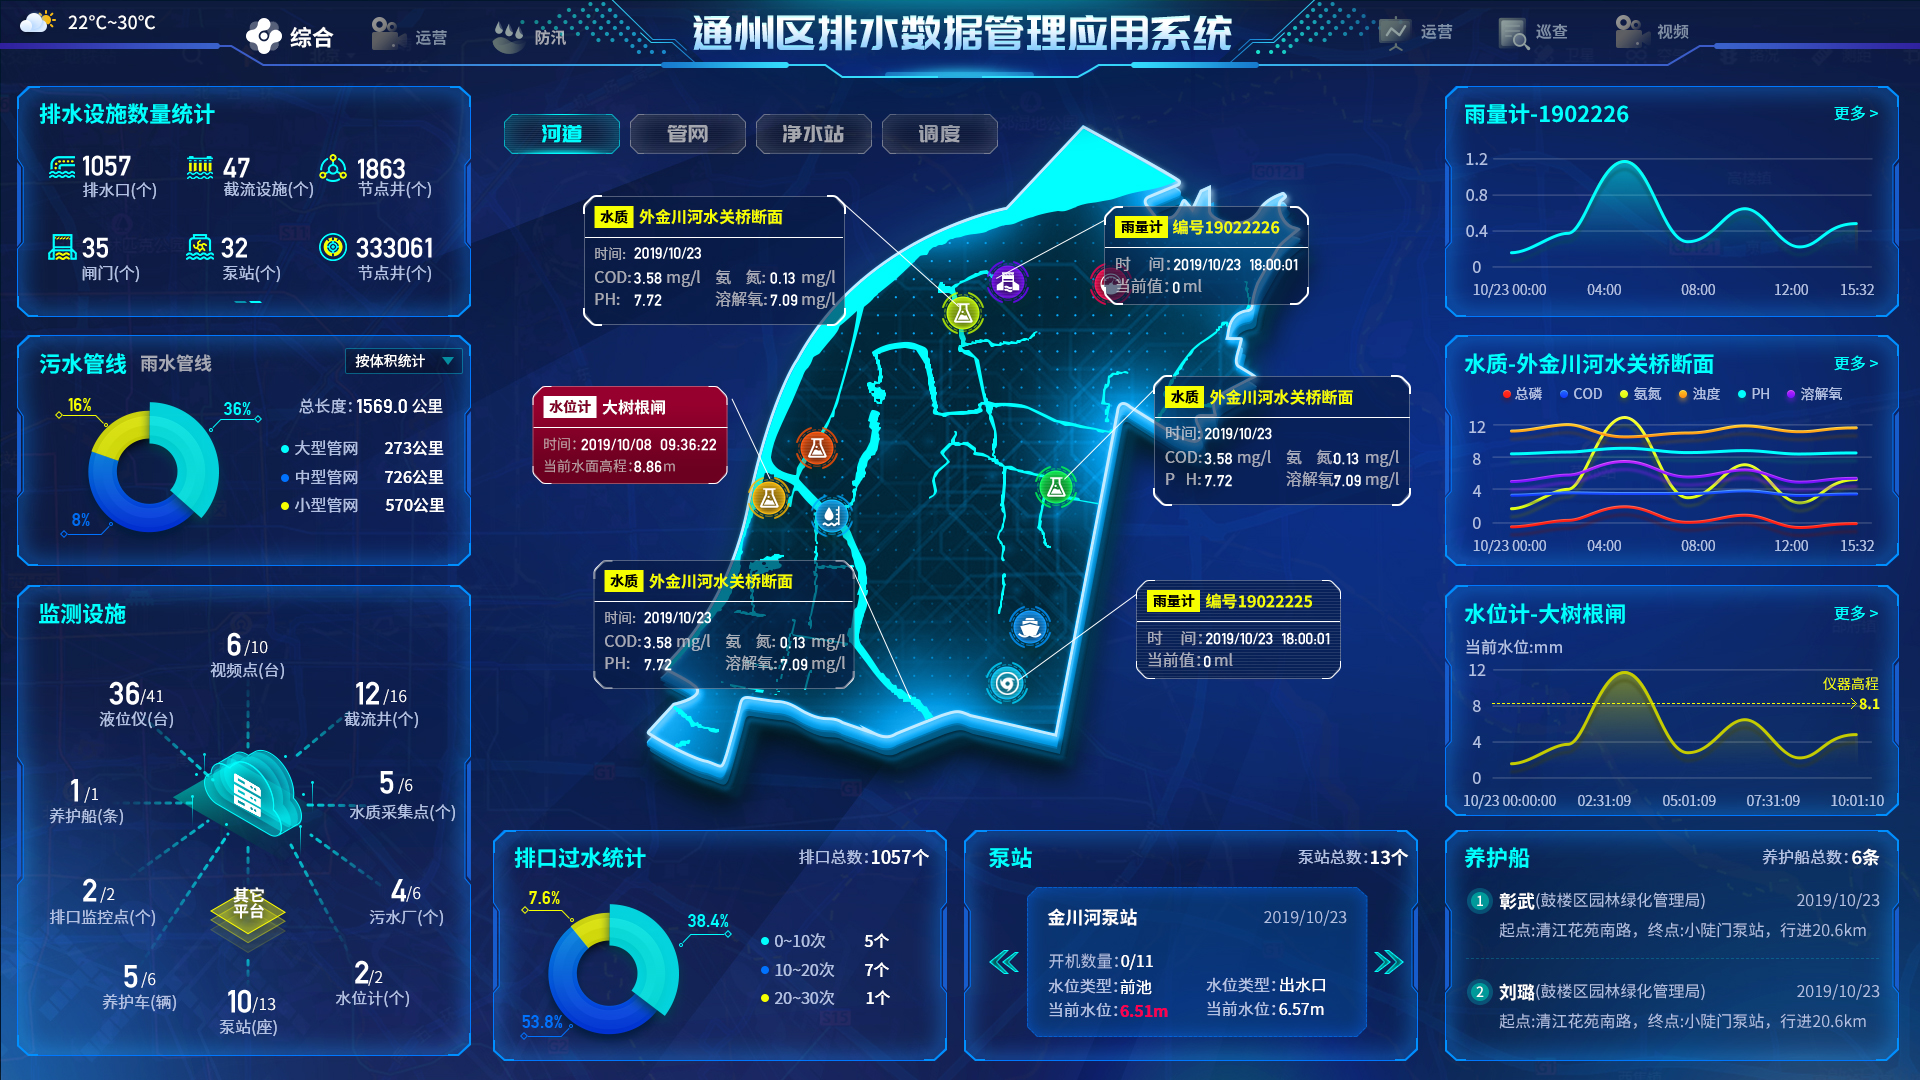 22°C~30°C
综合
运营
防汛
通州区排水数据管理应用系统
运营
巡查
视频
排水设施数量统计
1057
排水口(个)
47
截流设施(个)
1863
节点井(个)
35
闸门(个)
32
泵站(个)
333061
节点井(个)
污水管线 雨水管线
按体积统计
16%
36%
8%
总长度:1569.0 公里
大型管网 273公里
中型管网 726公里
小型管网 570公里
监测设施
6/10
视频点(台)
36/41
液位仪(台)
12/16
截流井(个)
1/1
养护船(条)
5/6
水质采集点(个)
2/2
排口监控点(个)
其它
平台
4/6
污水厂(个)
5/6
养护车(辆)
10/13
泵站(座)
2/2
水位计(个)
河道
管网
净水站
调度
水质 外金川河水关桥断面
时间: 2019/10/23
COD:3.58 mg/l 氨 氮:0.13 mg/l
PH: 7.72 溶解氧:7.09 mg/l
雨量计 编号19022226
时 间:2019/10/23 18:00:01
当前值:0 ml
水位计 大树根闸
时间: 2019/10/08 09:36:22
当前水面高程:8.86m
水质 外金川河水关桥断面
时间: 2019/10/23
COD:3.58 mg/l 氨 氮0.13 mg/l
P H:7.72 溶解氧7.09 mg/l
水质 外金川河水关桥断面
时间: 2019/10/23
COD:3.58 mg/l 氨 氮:0.13 mg/l
PH: 7.72 溶解氧:7.09 mg/l
雨量计 编号19022225
时 间:2019/10/23 18:00:01
当前值:0 ml
排口过水统计
排口总数:1057个
7.6%
38.4%
53.8%
0~10次 5个
10~20次 7个
20~30次 1个
泵站
泵站总数:13个
金川河泵站 2019/10/23
开机数量:0/11
水位类型:前池 水位类型:出水口
当前水位:6.51m 当前水位:6.57m
雨量计-1902226
更多 >
1.2
0.8
0.4
0
10/23 00:00 04:00 08:00 12:00 15:32
水质-外金川河水关桥断面
更多 >
总磷 COD 氨氮 浊度 PH 溶解氧
12
8
4
0
10/23 00:00 04:00 08:00 12:00 15:32
水位计-大树根闸
更多 >
当前水位:mm
12
仪器高程
8
8.1
4
0
10/23 00:00:00 02:31:09 05:01:09 07:31:09 10:01:10
养护船
养护船总数:6条
1 彰武(鼓楼区园林绿化管理局) 2019/10/23
起点:清江花苑南路，终点:小陡门泵站，行进20.6km
2 刘璐(鼓楼区园林绿化管理局) 2019/10/23
起点:清江花苑南路，终点:小陡门泵站，行进20.6km